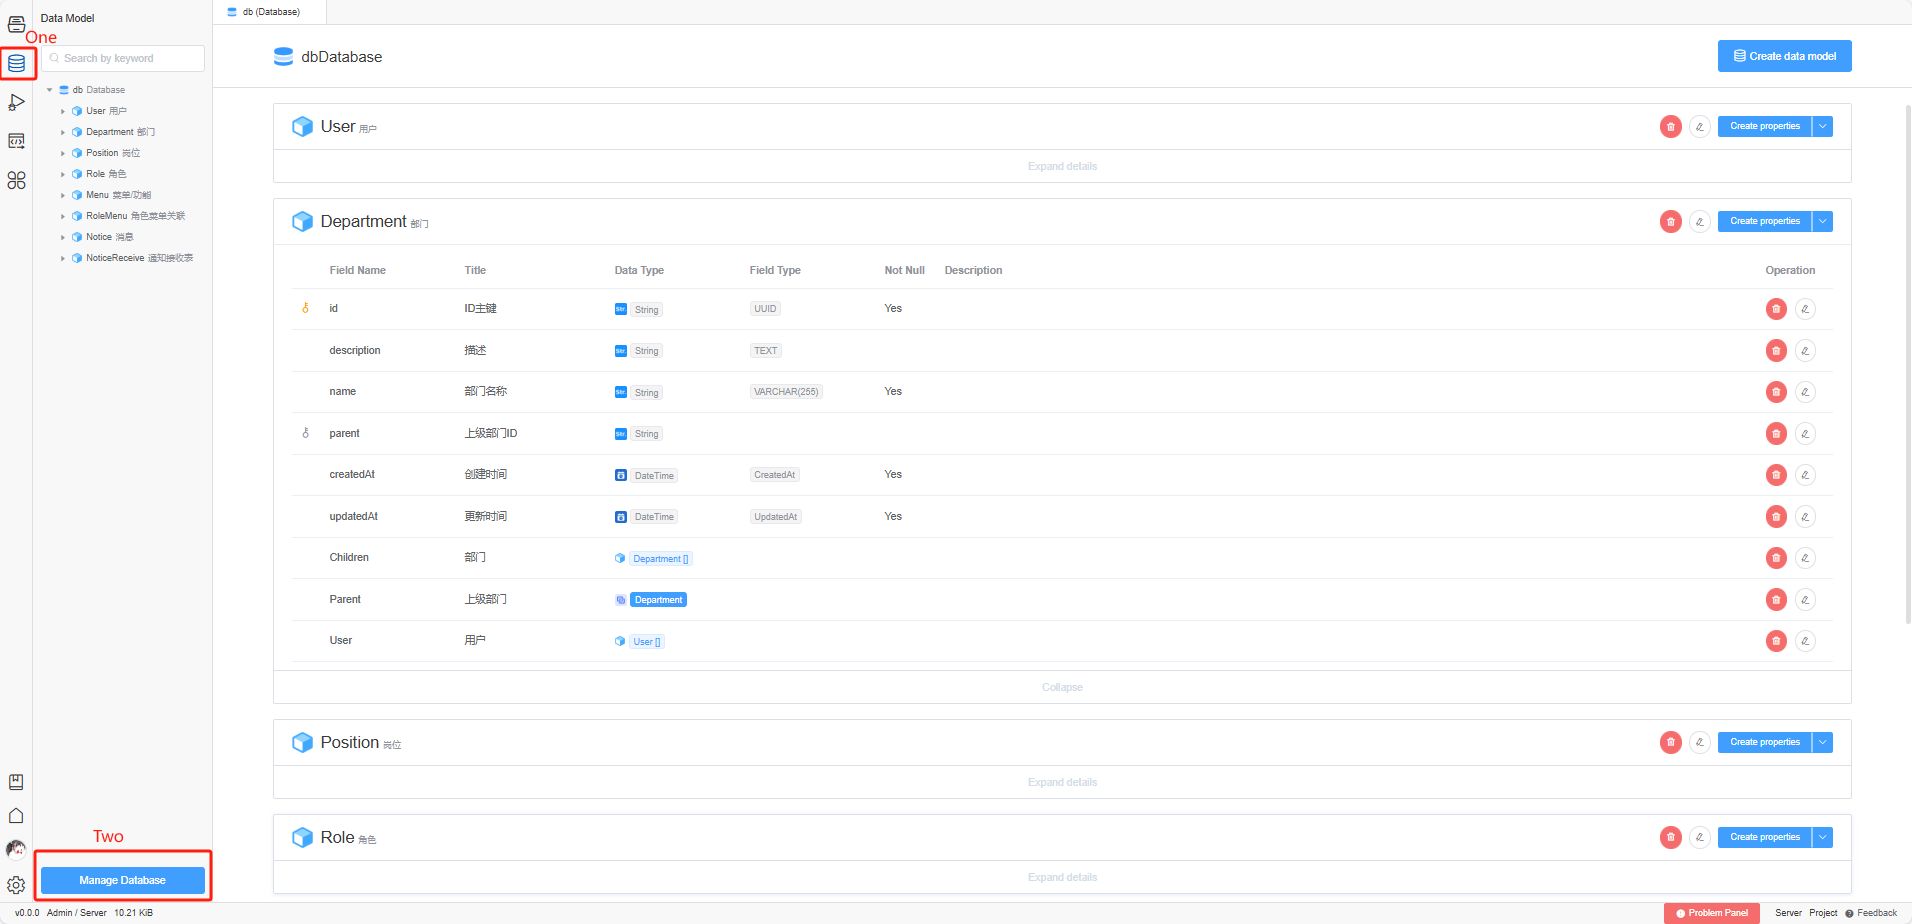 Data Model
One
Search by keyword
db Database
User 用户
Department 部门
Position 岗位
Role 角色
Menu 菜单/功能
RoleMenu 角色菜单关联
Notice 消息
NoticeReceive 通知接收表
Two
Manage Database
db (Database)
dbDatabase
Create data model
User 用户
Create properties
Expand details
Department 部门
Create properties
Field Name Title Data Type Field Type Not Null Description Operation
id ID主键 Str. String UUID Yes
description 描述 Str. String TEXT
name 部门名称 Str. String VARCHAR(255) Yes
parent 上级部门ID Str. String
createdAt 创建时间 DateTime CreatedAt Yes
updatedAt 更新时间 DateTime UpdatedAt Yes
Children 部门 Department []
Parent 上级部门 Department
User 用户 User []
Collapse
Position 岗位
Create properties
Expand details
Role 角色
Create properties
Expand details
v0.0.0 Admin / Server 10.21 KiB
Problem Panel Server Project Feedback